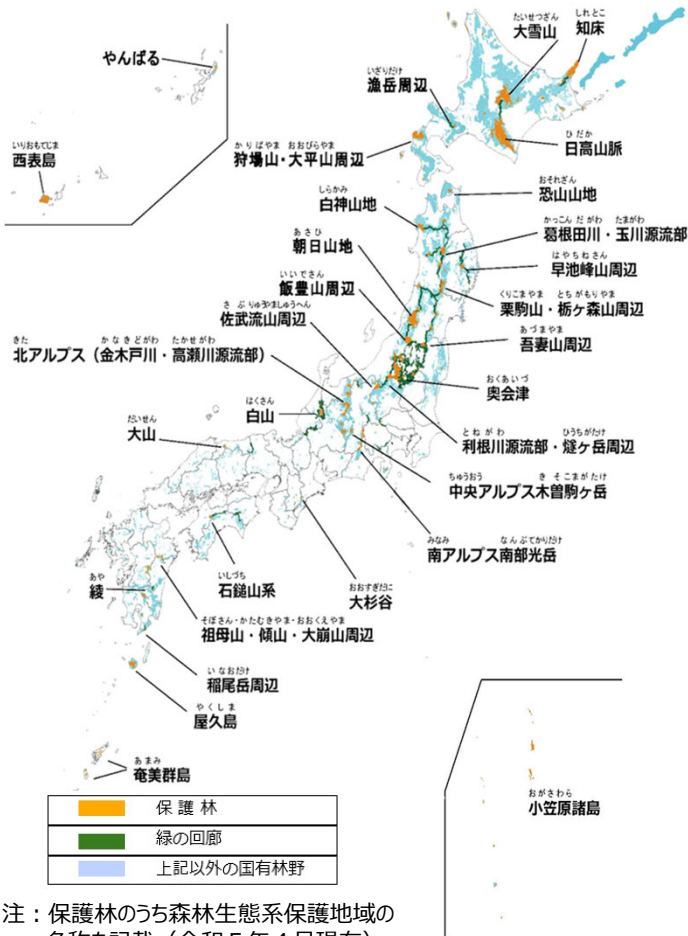 たいせつざん
大雪山
しれとこ
知床
やんばる
いざりだけ
漁岳周辺
いりおもてじま
西表島
かりばやま おおびらやま
狩場山・大平山周辺
ひだか
日高山脈
しらかみ
白神山地
おそれざん
恐山山地
かっこんだがわ たまがわ
葛根田川・玉川源流部
あさひ
朝日山地
はやちねさん
早池峰山周辺
いいでさん
飯豊山周辺
くりこまやま とちがもりやま
栗駒山・栃ヶ森山周辺
さぶりゅうやましゅうへん
佐武流山周辺
あづまやま
吾妻山周辺
きた かなきどがわ たかせがわ
北アルプス（金木戸川・高瀬川源流部）
おくあいづ
奥会津
はくさん
白山
だいせん
大山
とねがわ ひうちがたけ
利根川源流部・燧ヶ岳周辺
ちゅうおう きそこまがたけ
中央アルプス木曽駒ヶ岳
みなみ なんぶてかりだけ
南アルプス南部光岳
あや
綾
いしづち
石鎚山系
おおすぎだに
大杉谷
そぼさん・かたむきやま・おおくえやま
祖母山・傾山・大崩山周辺
いなおだけ
稲尾岳周辺
やくしま
屋久島
あまみ
奄美群島
おがさわら
小笠原諸島
保護林
緑の回廊
上記以外の国有林野
注：保護林のうち森林生態系保護地域の
名称を記載（令和５年４月現在）